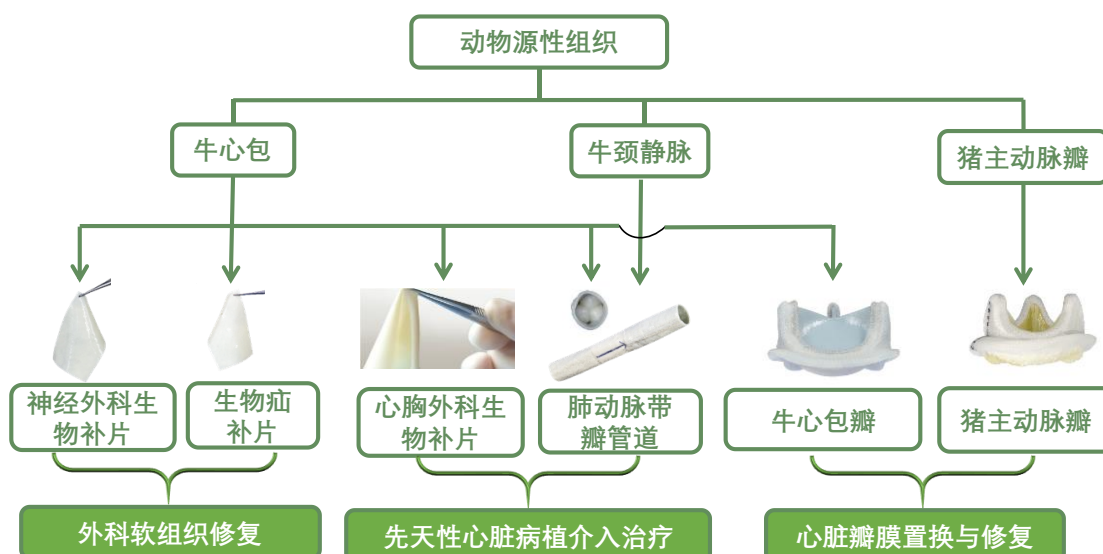 动物源性组织
牛心包
牛颈静脉
猪主动脉瓣
神经外科生
物补片
生物疝
补片
心胸外科生
物补片
肺动脉带
瓣管道
牛心包瓣
猪主动脉瓣
外科软组织修复
先天性心脏病植介入治疗
心脏瓣膜置换与修复